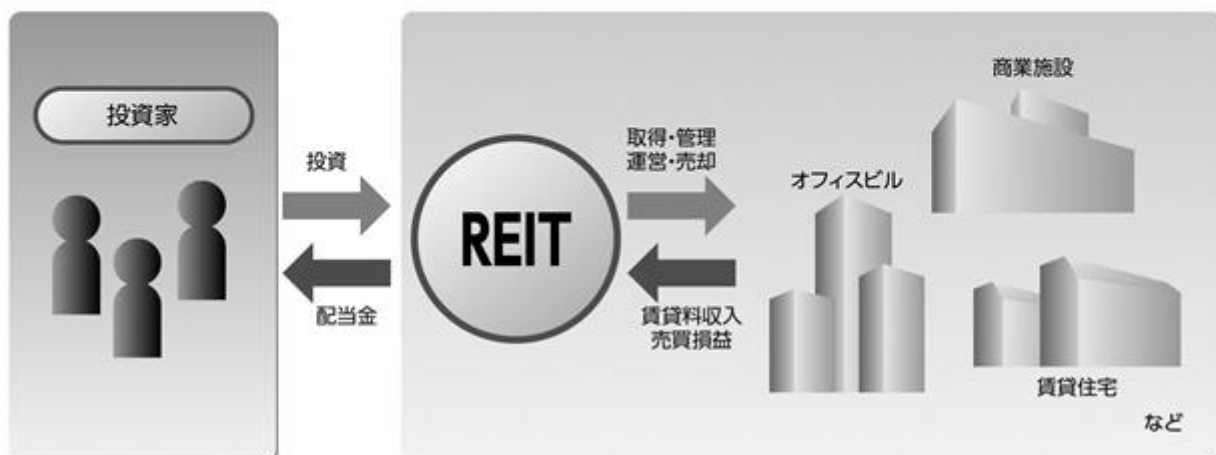 投資家
投資
配当金
REIT
取得・管理
運営・売却
賃貸料収入
売買損益
商業施設
オフィスビル
賃貸住宅
など